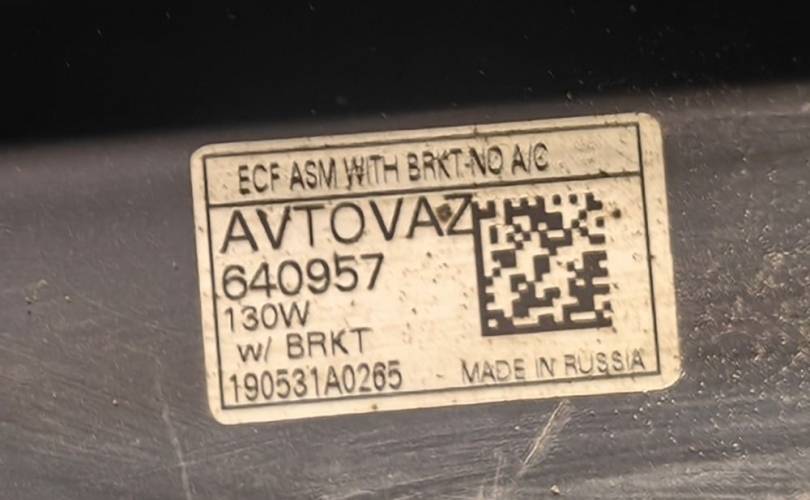 ECF ASM WITH BRKT-NO A/C
AVTOVAZ
640957
130W
w/ BRKT
190531A0265
MADE IN RUSSIA